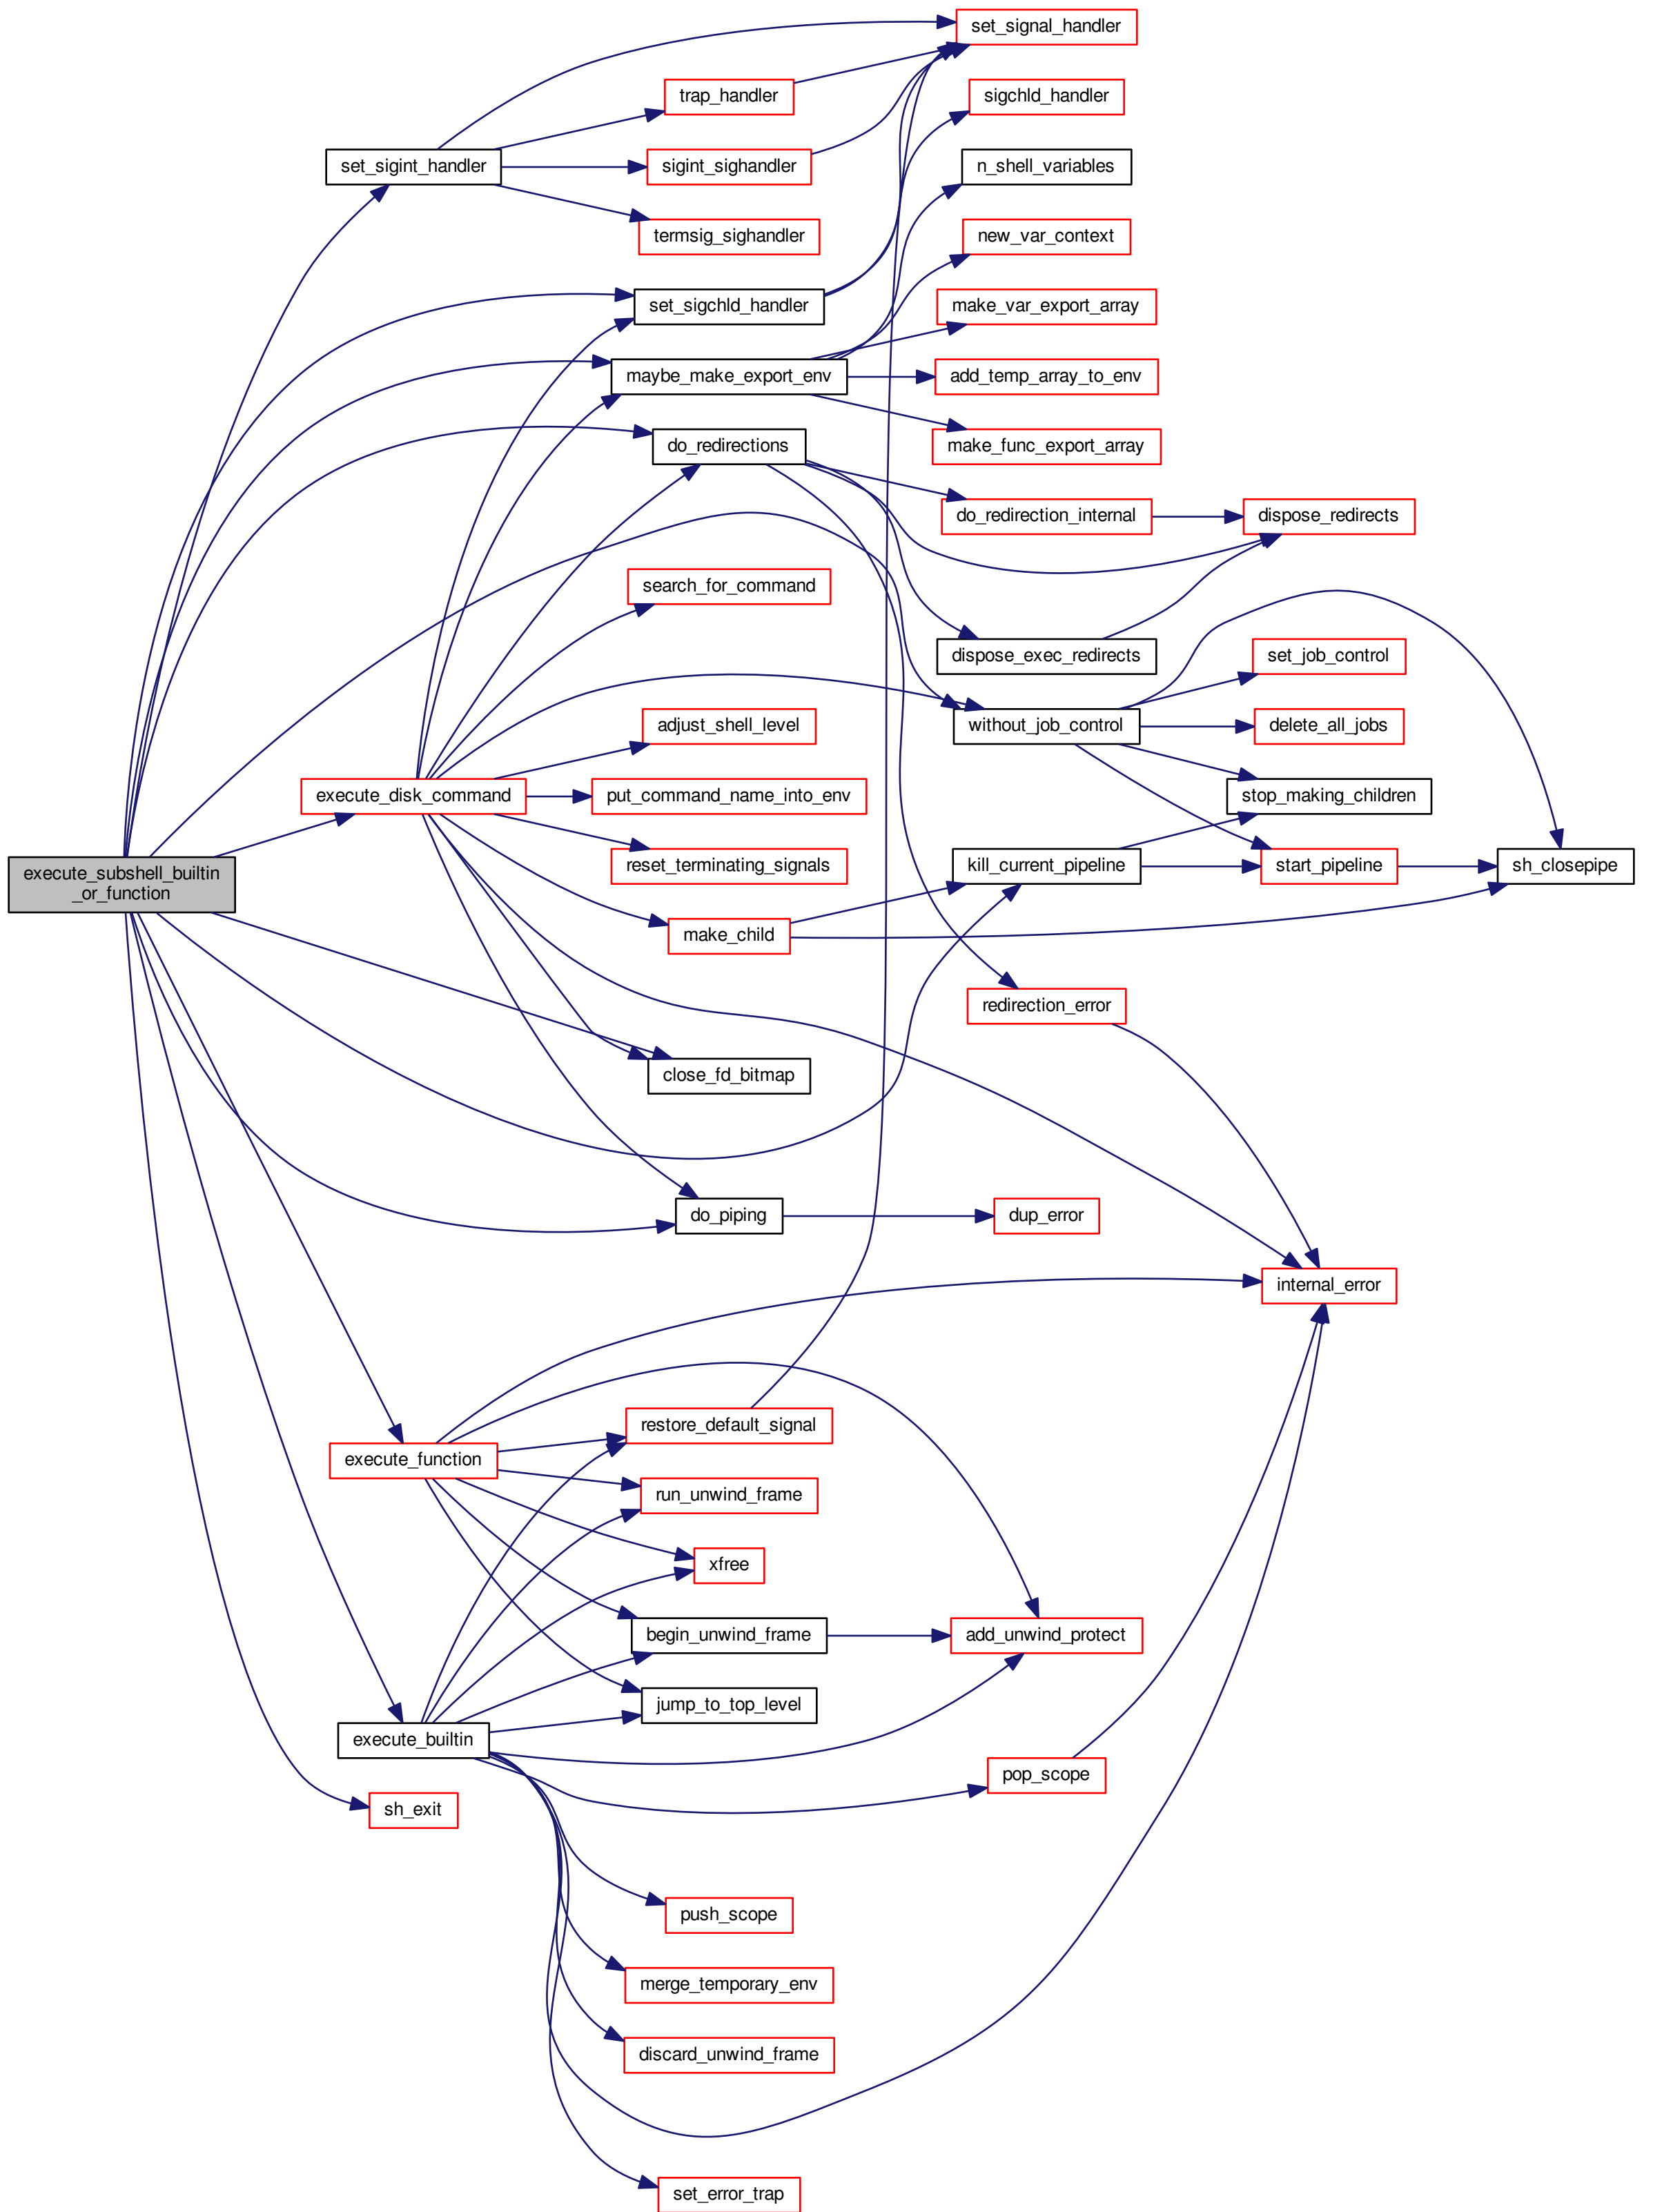 set_signal_handler
trap_handler
sigchld_handler
set_sigint_handler
sigint_sighandler
n_shell_variables
termsig_sighandler
new_var_context
set_sigchld_handler
make_var_export_array
maybe_make_export_env
add_temp_array_to_env
do_redirections
make_func_export_array
do_redirection_internal
dispose_redirects
search_for_command
dispose_exec_redirects
set_job_control
adjust_shell_level
without_job_control
delete_all_jobs
execute_disk_command
put_command_name_into_env
stop_making_children
execute_subshell_builtin
_or_function
reset_terminating_signals
kill_current_pipeline
start_pipeline
sh_closepipe
make_child
redirection_error
close_fd_bitmap
do_piping
dup_error
internal_error
restore_default_signal
execute_function
run_unwind_frame
xfree
begin_unwind_frame
add_unwind_protect
jump_to_top_level
execute_builtin
pop_scope
sh_exit
push_scope
merge_temporary_env
discard_unwind_frame
set_error_trap